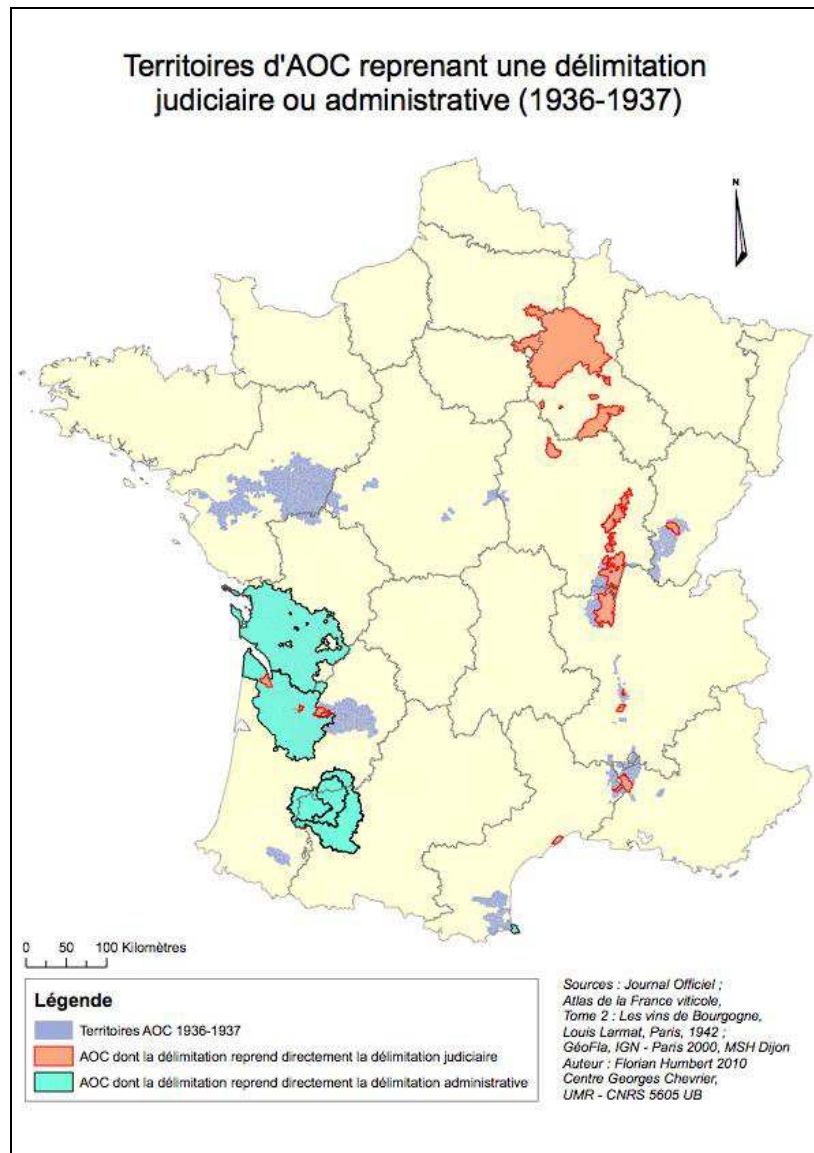 Territoires d'AOC reprenant une délimitation
judiciaire ou administrative (1936-1937)
N
0 50 100 Kilomètres
Légende
Territoires AOC 1936-1937
AOC dont la délimitation reprend directement la délimitation judiciaire
AOC dont la délimitation reprend directement la délimitation administrative
Sources : Journal Officiel ;
Atlas de la France viticole,
Tome 2 : Les vins de Bourgogne,
Louis Larmat, Paris, 1942 ;
GéoFla, IGN - Paris 2000, MSH Dijon
Auteur : Florian Humbert 2010
Centre Georges Chevrier,
UMR - CNRS 5605 UB